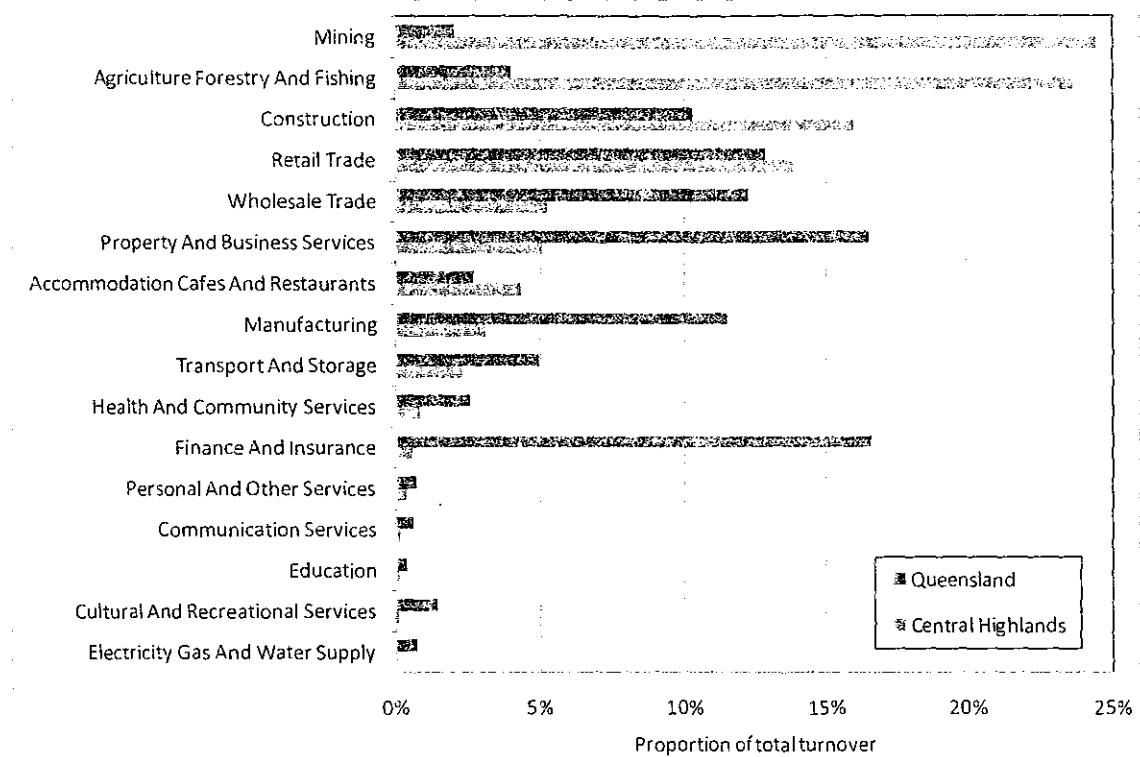 Mining
Agriculture Forestry And Fishing
Construction
Retail Trade
Wholesale Trade
Property And Business Services
Accommodation Cafes And Restaurants
Manufacturing
Transport And Storage
Health And Community Services
Finance And Insurance
Personal And Other Services
Communication Services
Education
Cultural And Recreational Services
Electricity Gas And Water Supply
Queensland
Central Highlands
0% 5% 10% 15% 20% 25%
Proportion of total turnover